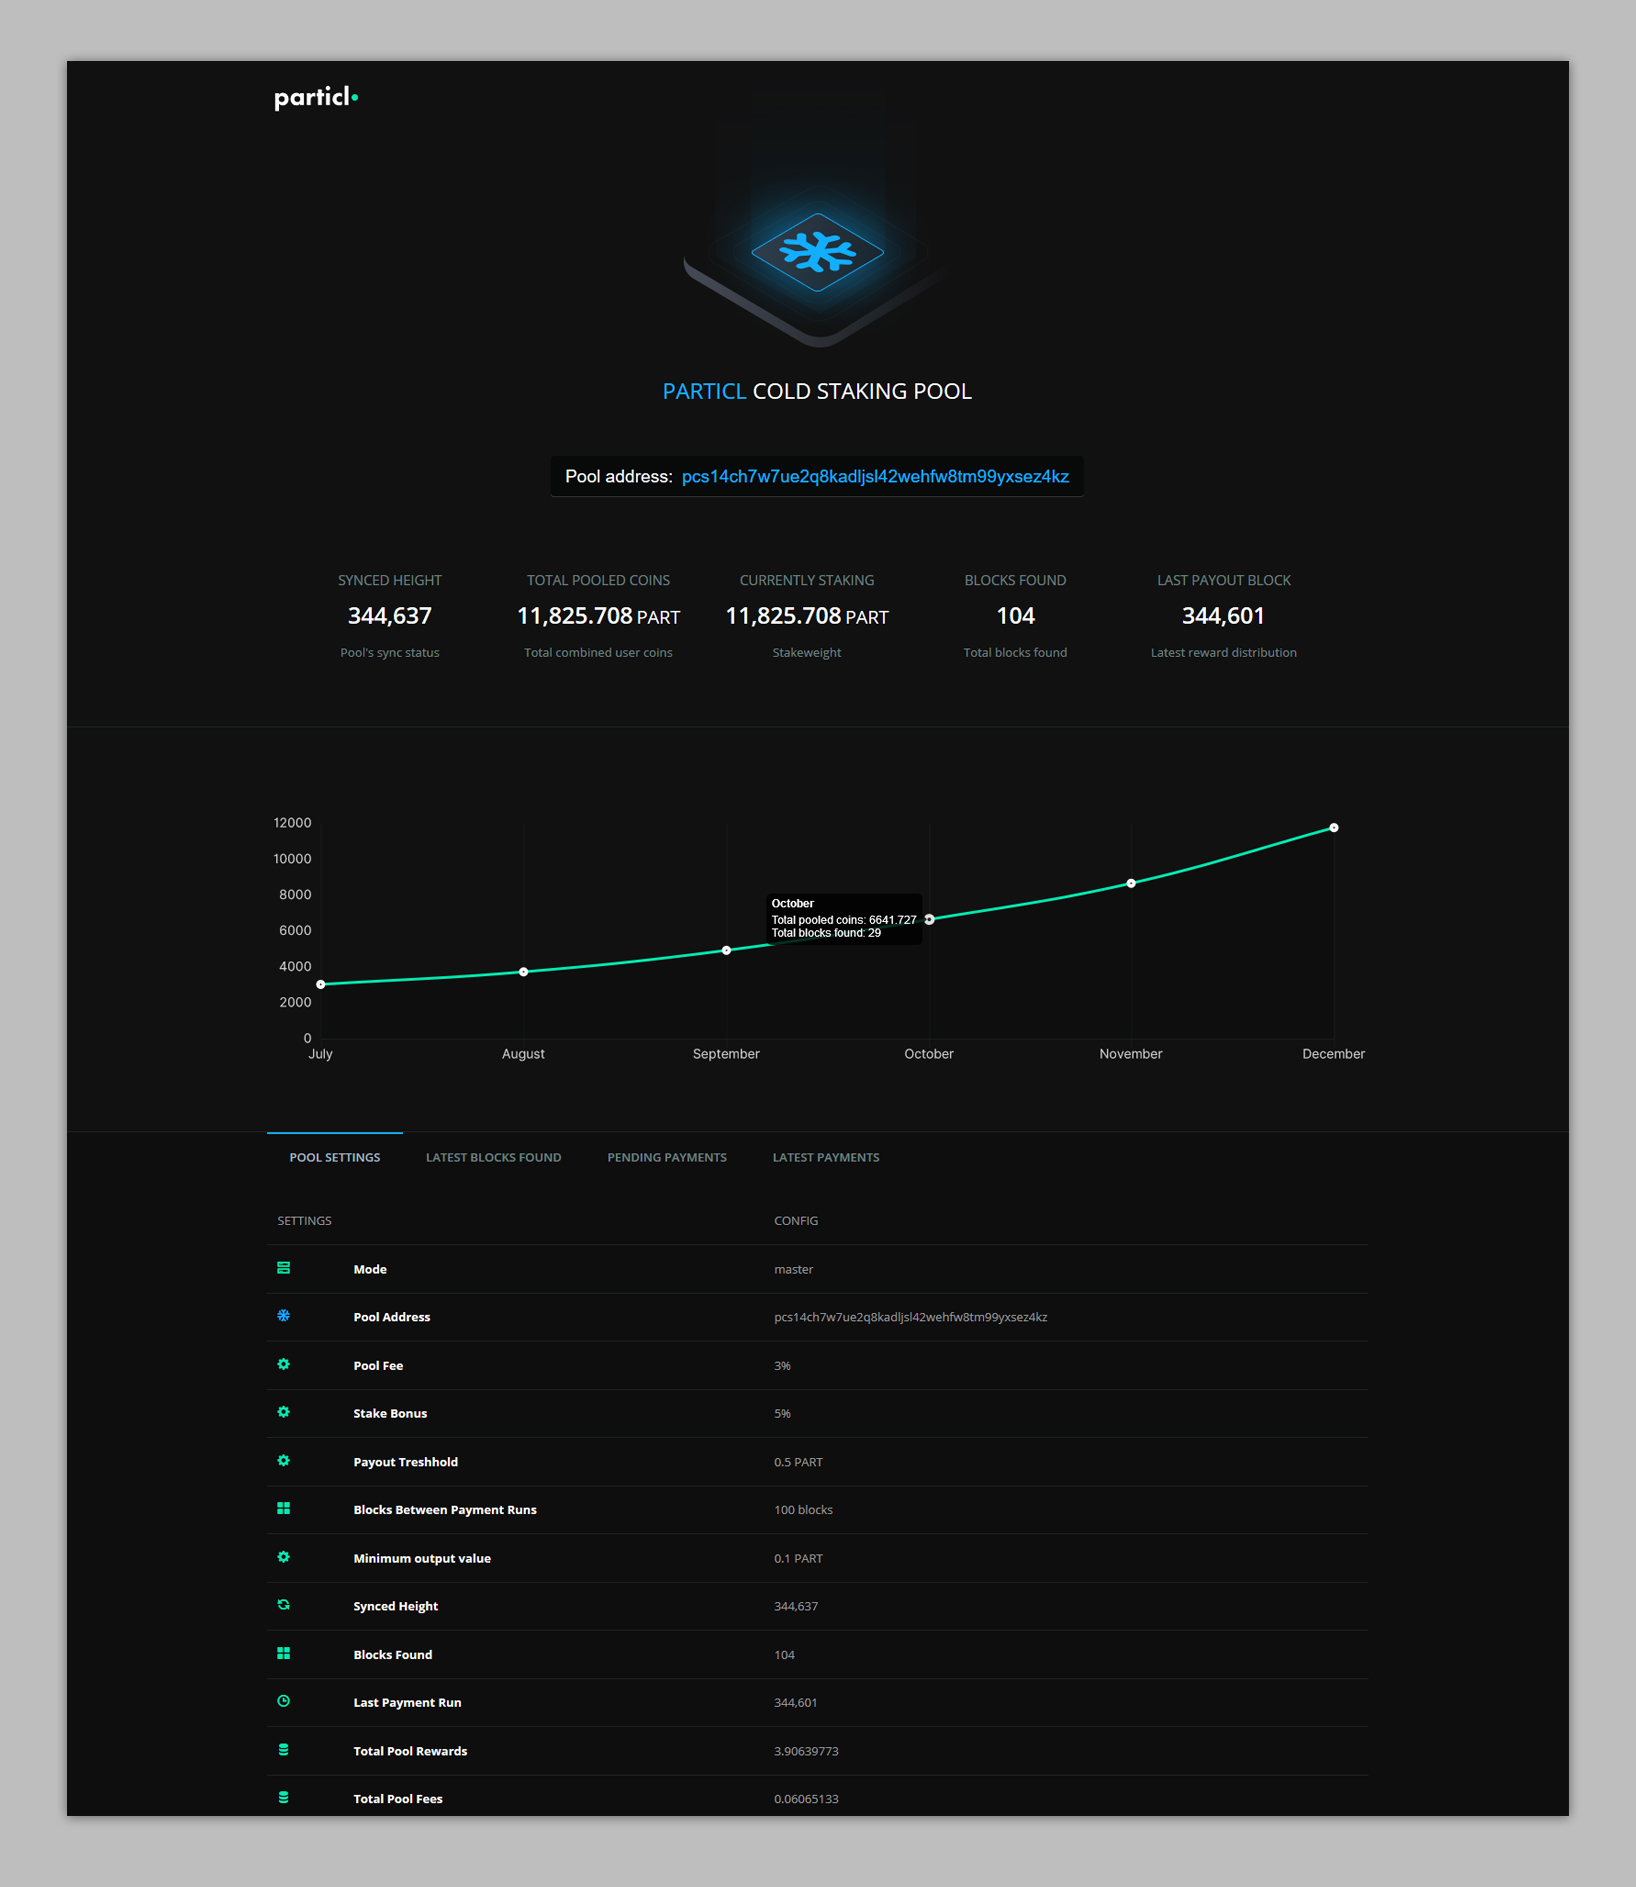 particl
PARTICL COLD STAKING POOL
Pool address: pcs14ch7w7ue2q8kadljsl42wehfw8tm99yxsez4kz
SYNCED HEIGHT
344,637
Pool's sync status
TOTAL POOLED COINS
11,825.708 PART
Total combined user coins
CURRENTLY STAKING
11,825.708 PART
Stakeweight
BLOCKS FOUND
104
Total blocks found
LAST PAYOUT BLOCK
344,601
Latest reward distribution
12000
10000
8000
6000
4000
2000
0
October
Total pooled coins: 6641.727
Total blocks found: 29
July August September October November December
POOL SETTINGS LATEST BLOCKS FOUND PENDING PAYMENTS LATEST PAYMENTS
SETTINGS CONFIG
Mode master
Pool Address pcs14ch7w7ue2q8kadljsl42wehfw8tm99yxsez4kz
Pool Fee 3%
Stake Bonus 5%
Payout Treshhold 0.5 PART
Blocks Between Payment Runs 100 blocks
Minimum output value 0.1 PART
Synced Height 344,637
Blocks Found 104
Last Payment Run 344,601
Total Pool Rewards 3.90639773
Total Pool Fees 0.06065133